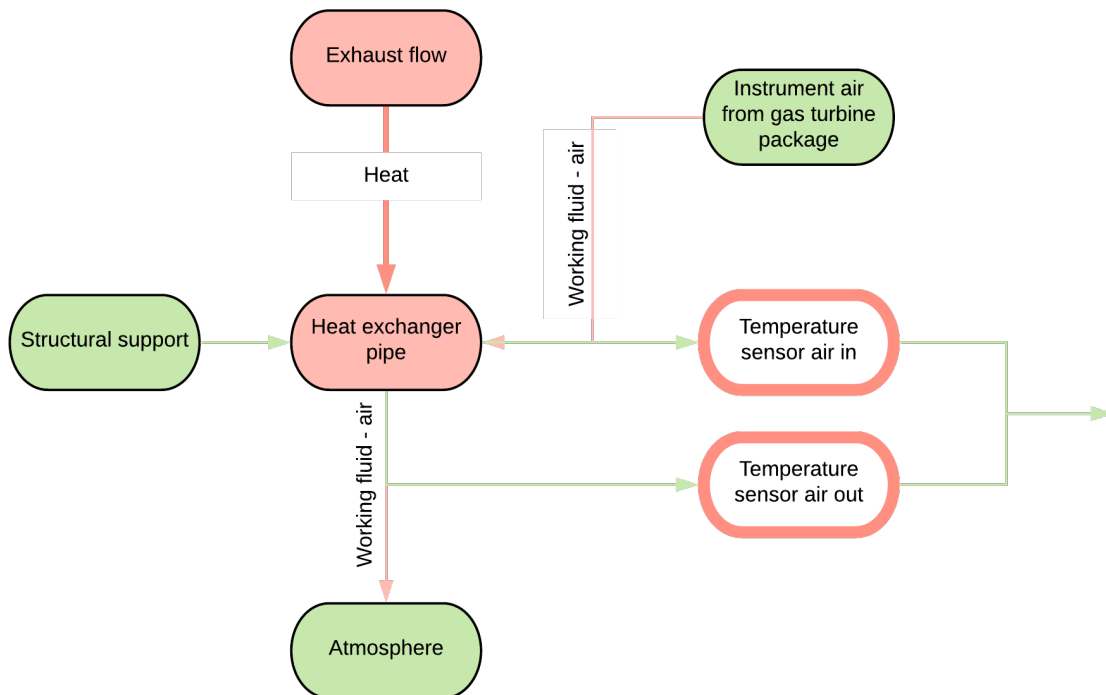 Exhaust flow
Instrument air
from gas turbine
package
Heat
Working fluid - air
Structural support
Heat exchanger
pipe
Temperature
sensor air in
Working fluid - air
Temperature
sensor air out
Atmosphere